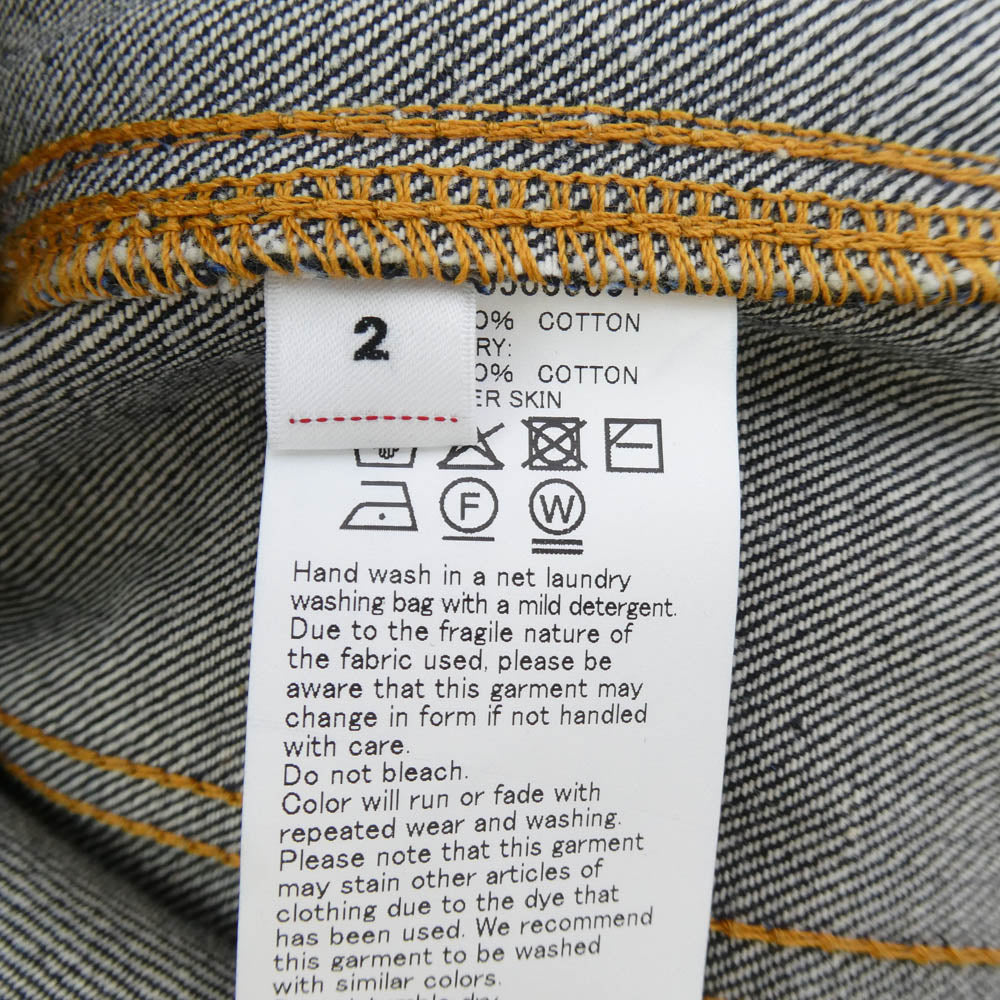 2
0% COTTON
RY:
0% COTTON
ER SKIN
F W
Hand wash in a net laundry
washing bag with a mild detergent.
Due to the fragile nature of
the fabric used, please be
aware that this garment may
change in form if not handled
with care.
Do not bleach.
Color will run or fade with
repeated wear and washing.
Please note that this garment
may stain other articles of
clothing due to the dye that
has been used. We recommend
this garment to be washed
with similar colors.